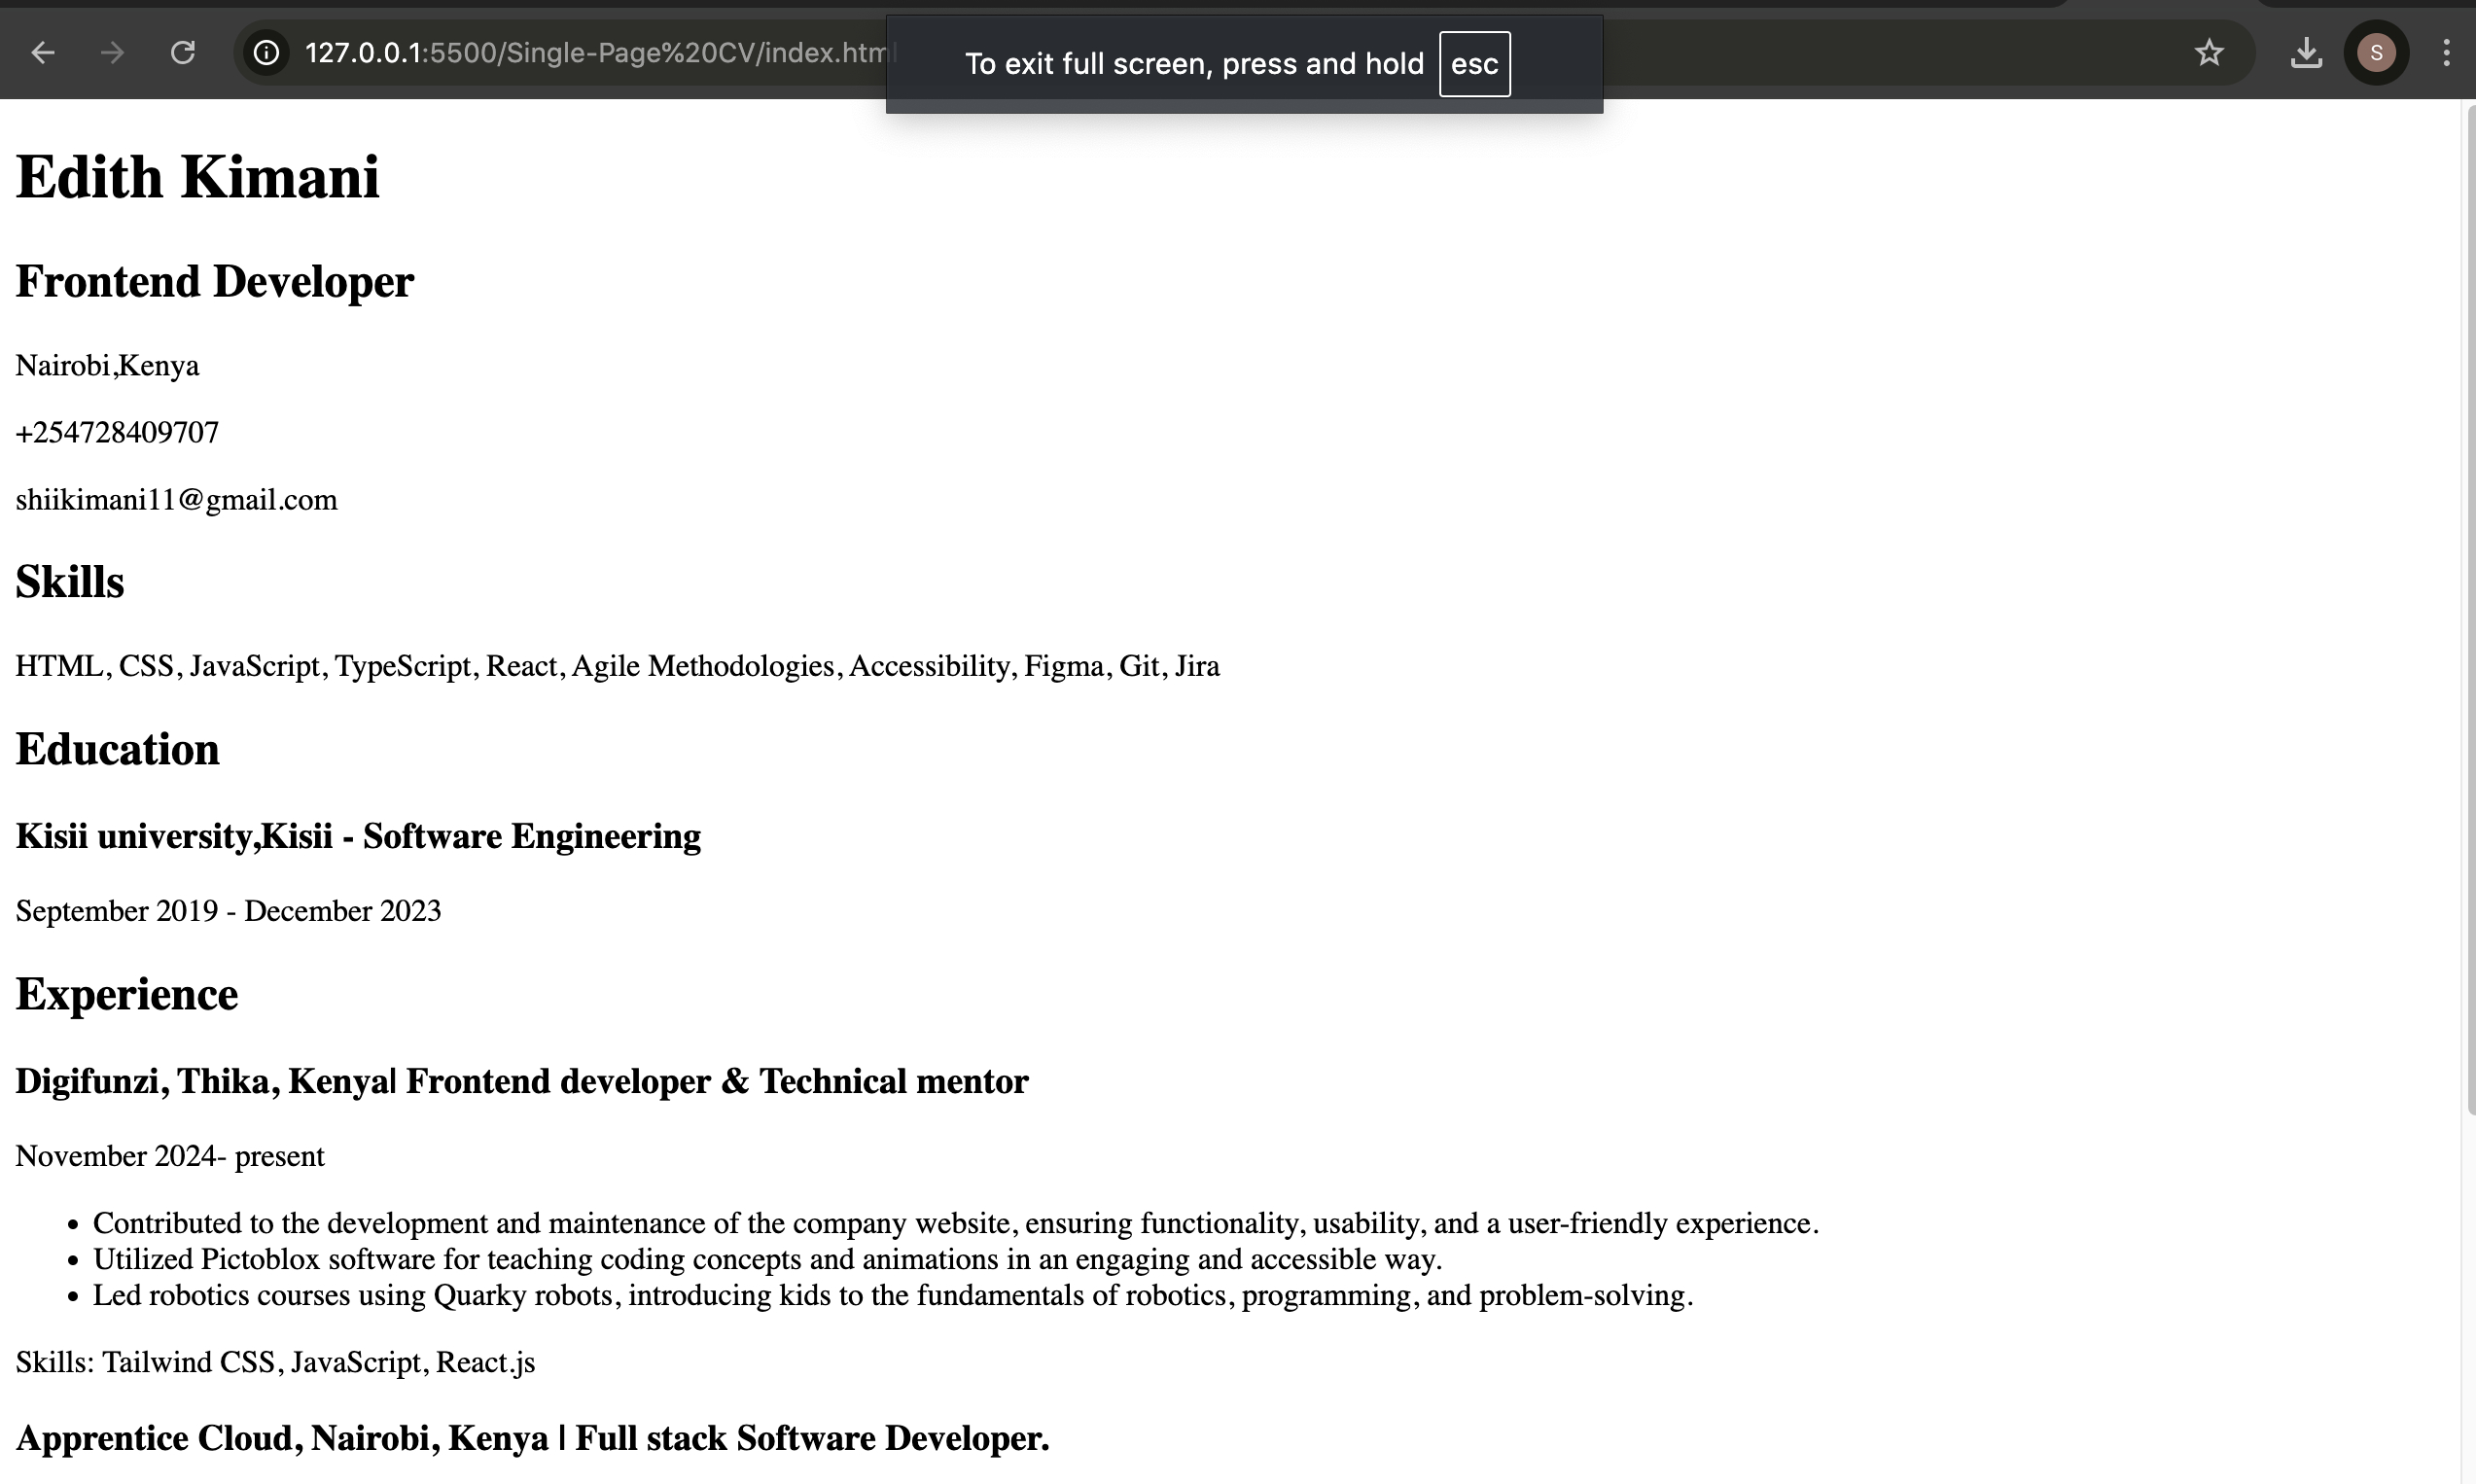 127.0.0.1:5500/Single-Page%20CV/index.html
To exit full screen, press and hold esc
S
Edith Kimani
Frontend Developer
Nairobi,Kenya
+254728409707
shiikimani11@gmail.com
Skills
HTML, CSS, JavaScript, TypeScript, React, Agile Methodologies, Accessibility, Figma, Git, Jira
Education
Kisii university,Kisii - Software Engineering
September 2019 - December 2023
Experience
Digifunzi, Thika, Kenya| Frontend developer & Technical mentor
November 2024- present
• Contributed to the development and maintenance of the company website, ensuring functionality, usability, and a user-friendly experience.
• Utilized Pictoblox software for teaching coding concepts and animations in an engaging and accessible way.
• Led robotics courses using Quarky robots, introducing kids to the fundamentals of robotics, programming, and problem-solving.
Skills: Tailwind CSS, JavaScript, React.js
Apprentice Cloud, Nairobi, Kenya | Full stack Software Developer.